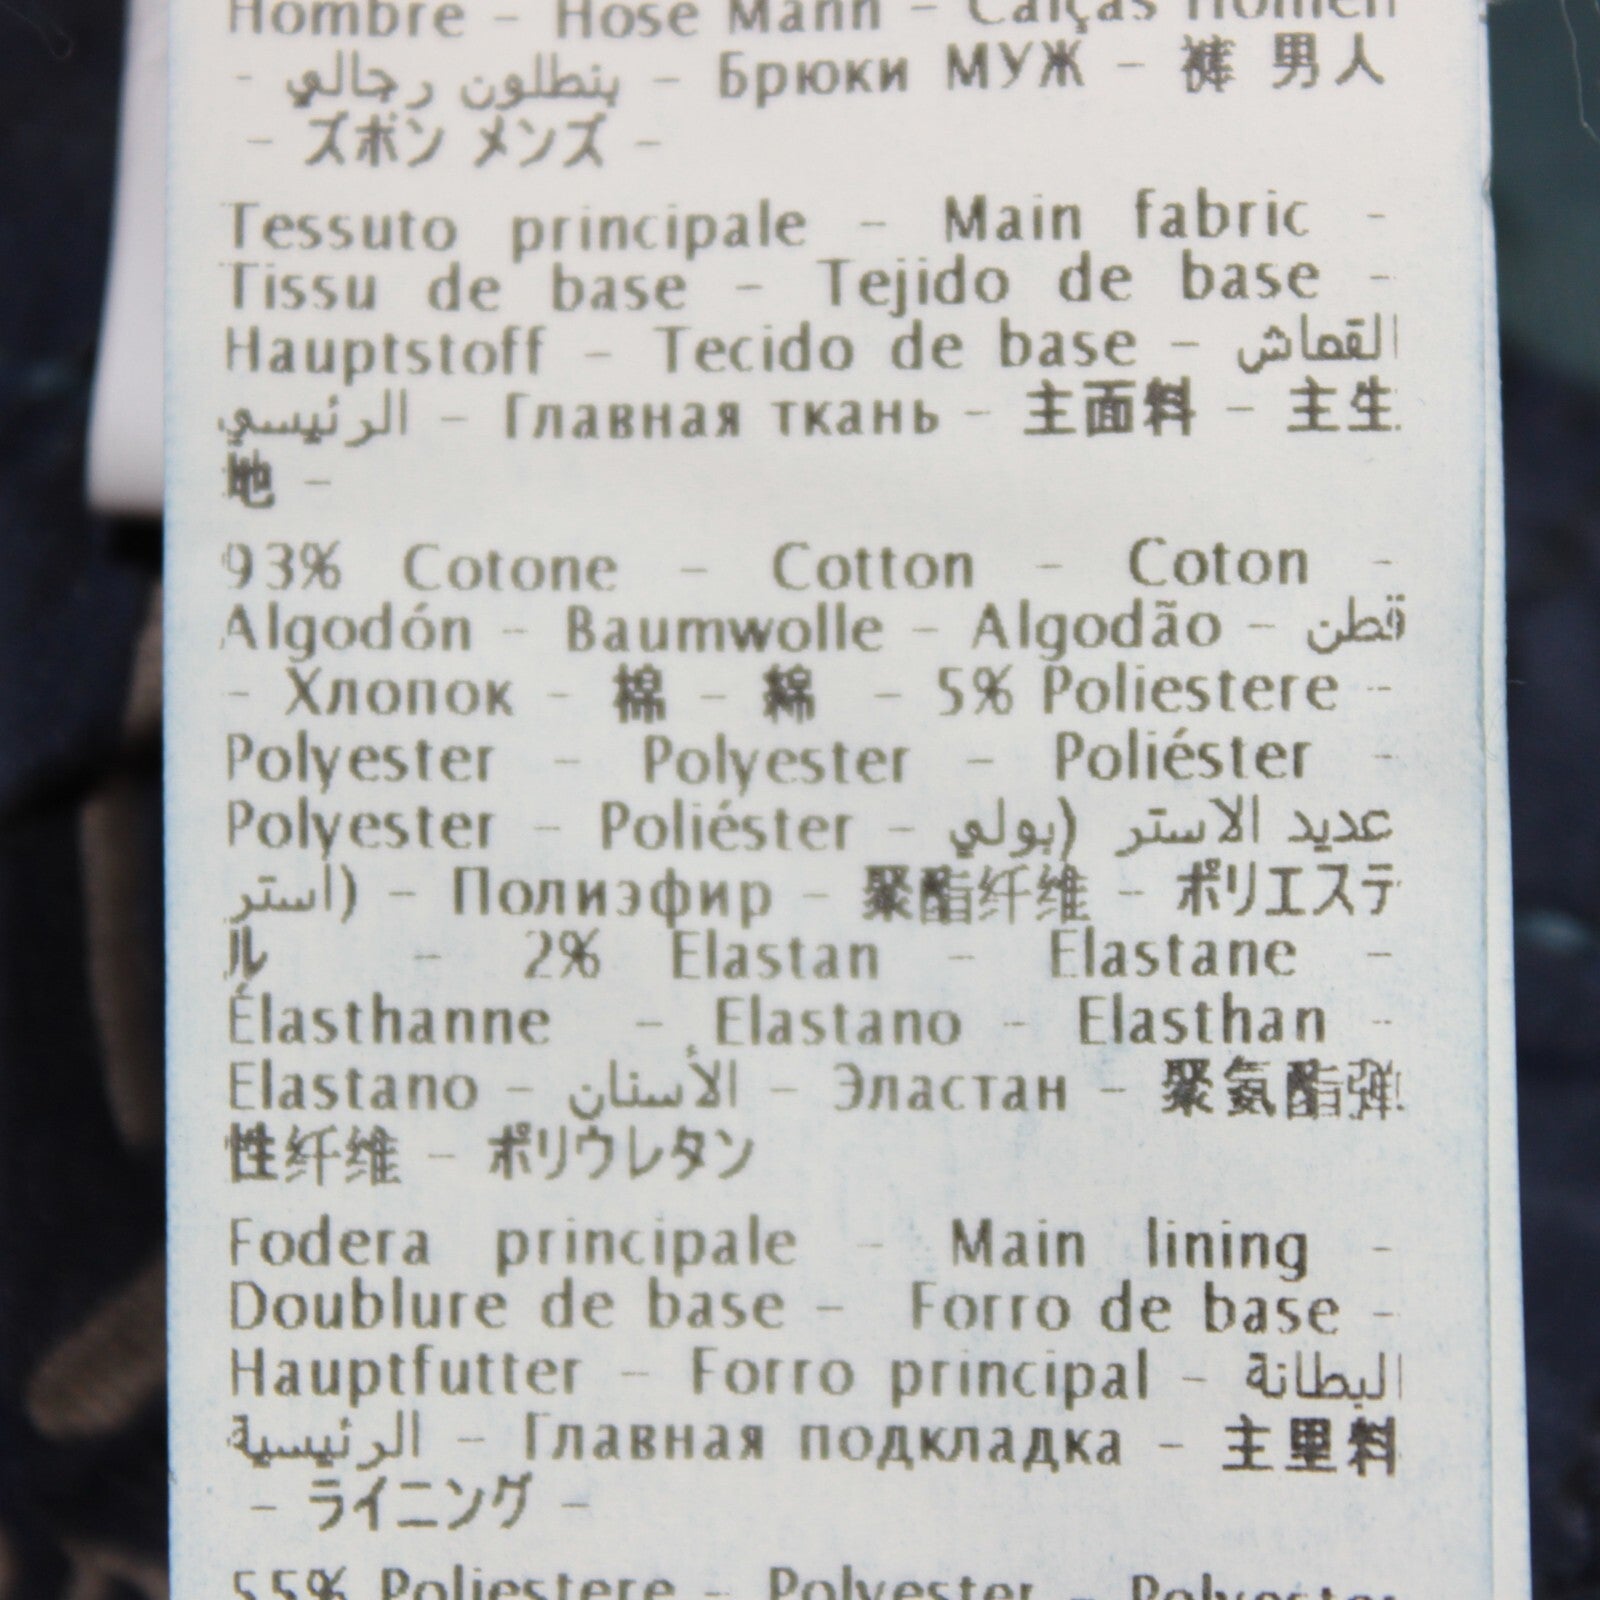 Hombre - Hose Mann - Calças Homen
- بنطلون رجالي - Брюки МУЖ - 裤 男人
- ズボン メンズ -
Tessuto principale - Main fabric -
Tissu de base - Tejido de base -
Hauptstoff - Tecido de base - القماش
الرئيسي - Главная ткань - 主面料 - 主生
地 -
93% Cotone - Cotton - Coton -
Algodón - Baumwolle - Algodão - قطن
- Хлопок - 棉 - 綿 - 5% Poliestere -
Polyester - Polyester - Poliéster -
Polyester - Poliéster - عديد الاستر (بولي
استر) - Полиэфир - 聚酯纤维 - ポリエステ
ル - 2% Elastan - Elastane -
Élasthanne - Elastano - Elasthan -
Elastano - الأستان - Эластан - 聚氨酯弹
性纤维 - ポリウレタン
Fodera principale - Main lining -
Doublure de base - Forro de base -
Hauptfutter - Forro principal - البطانة
الرئيسية - Главная подкладка - 主里料
- ライニング -
55% Poliestere - Polyester - Polyester